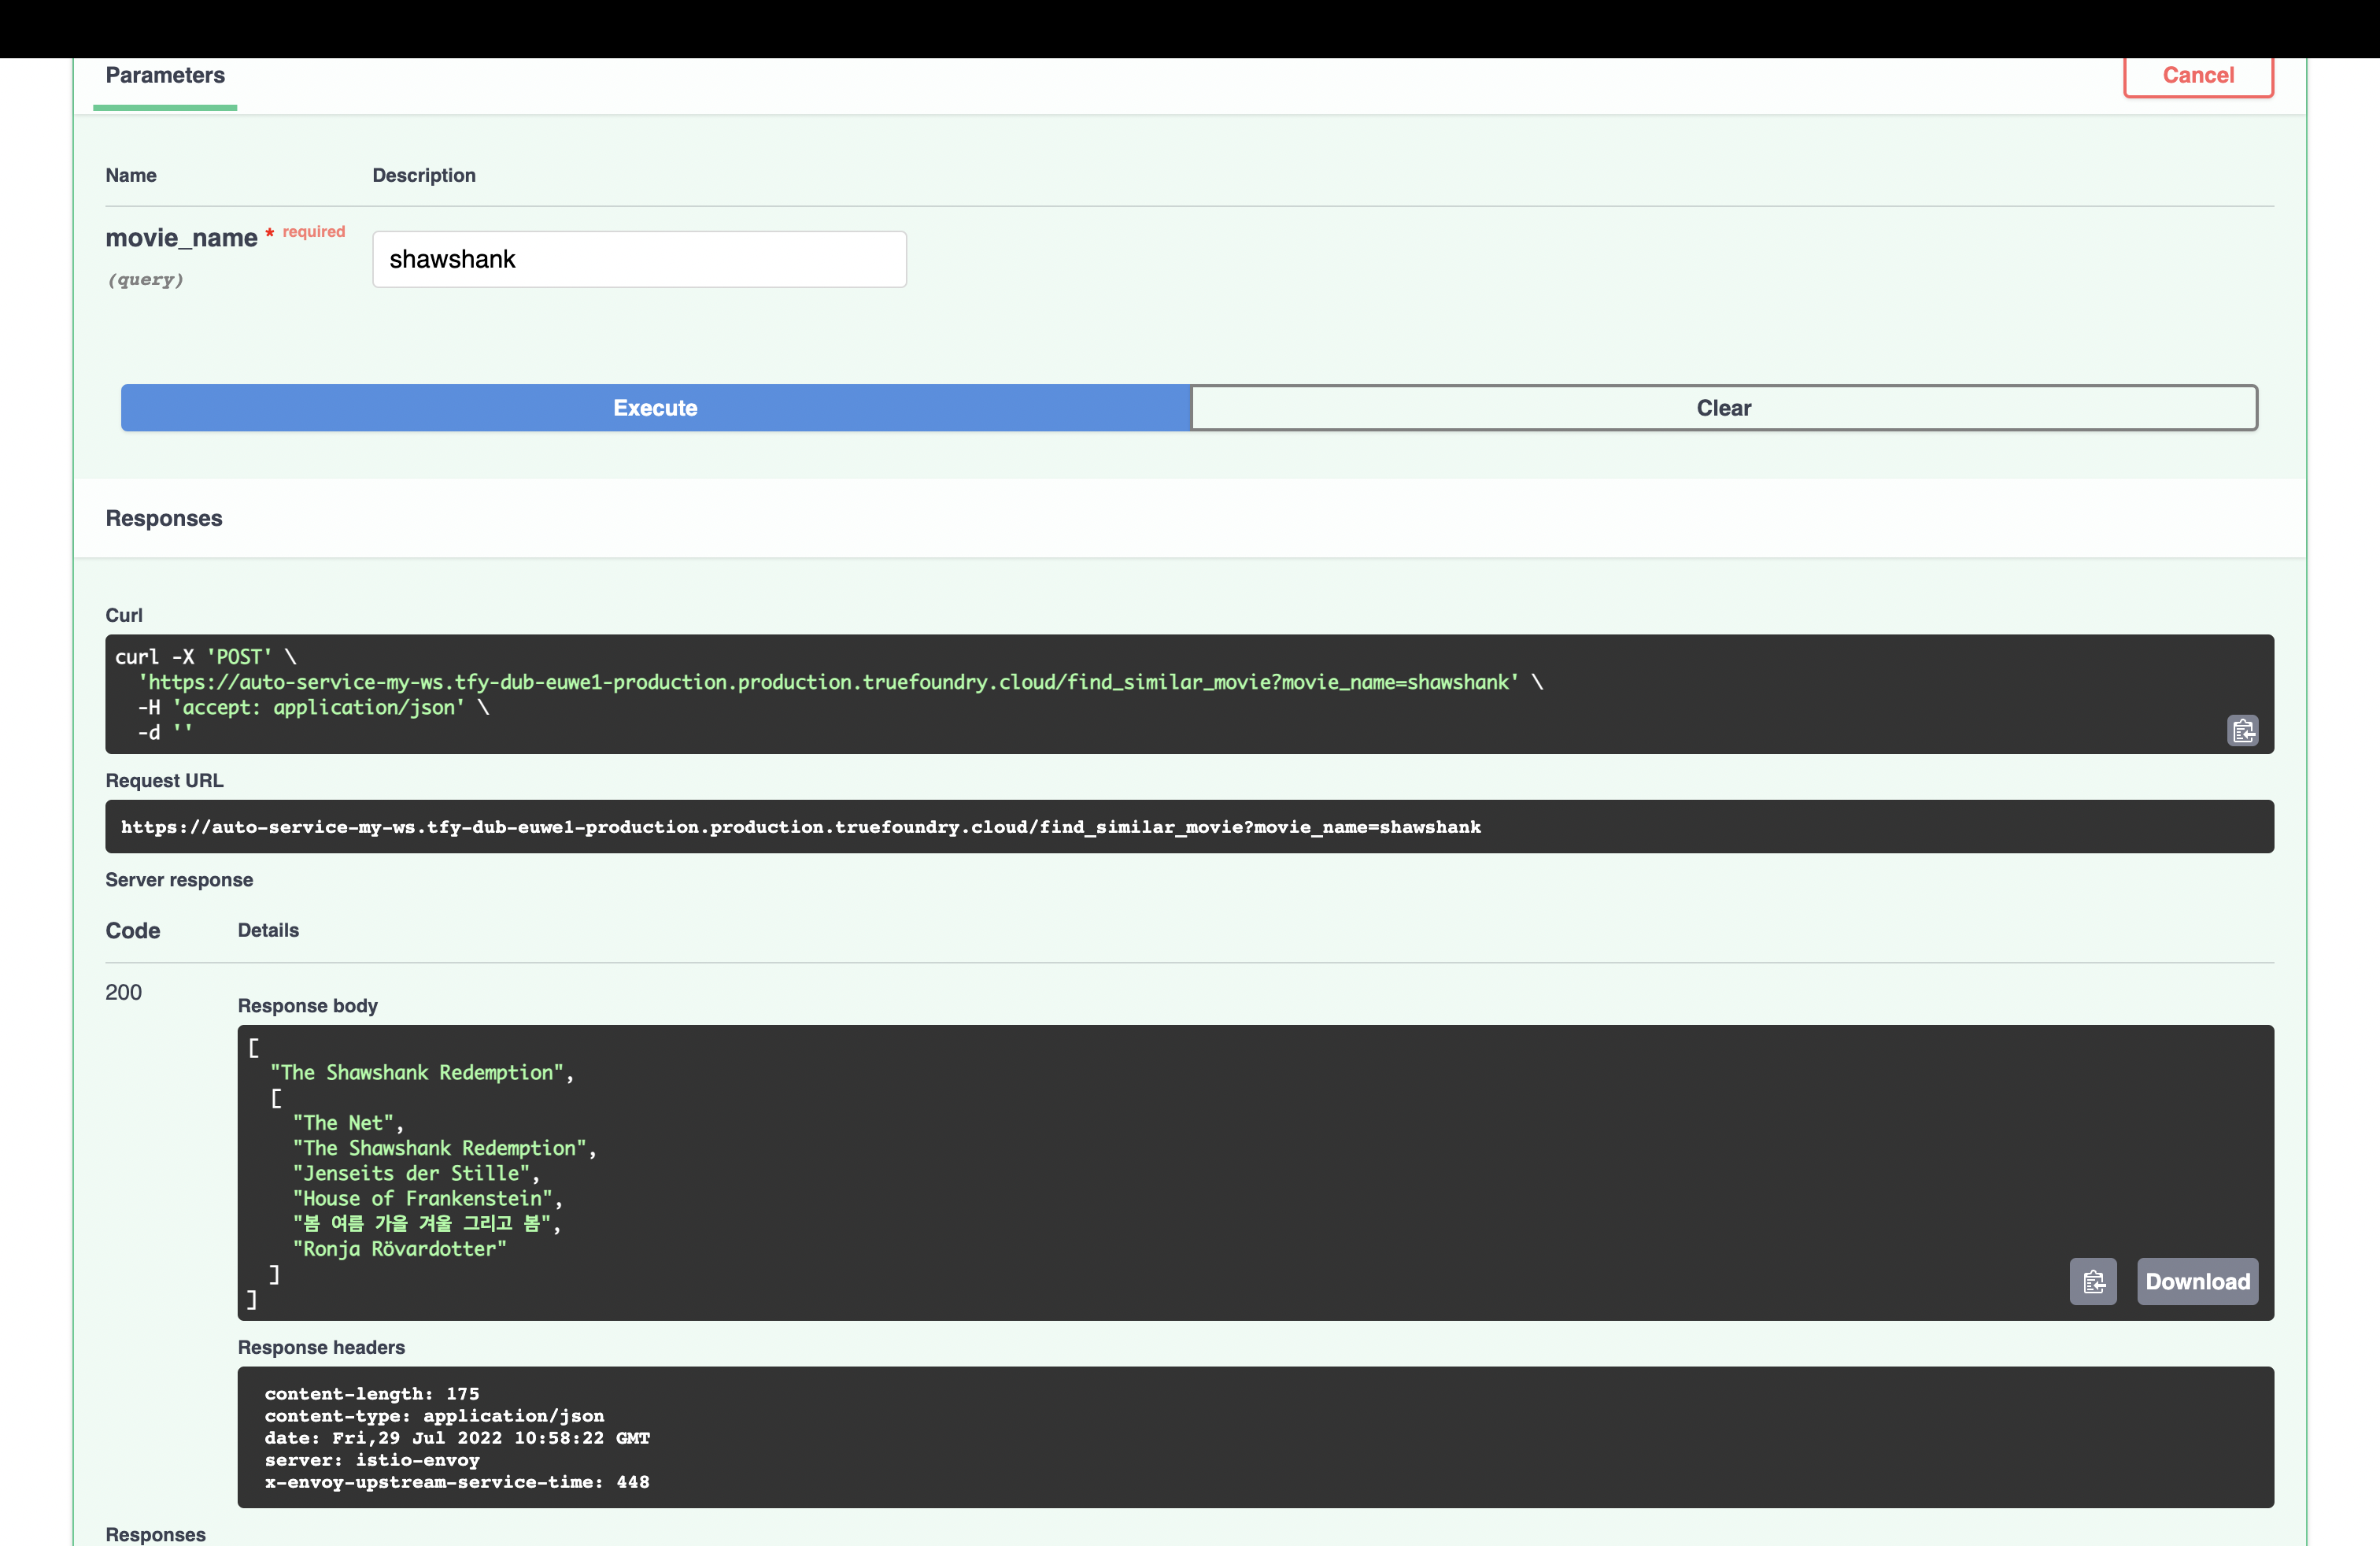 Parameters
Cancel
Name Description
movie_name * required
(query)
shawshank
Execute
Clear
Responses
Curl
curl -X 'POST' \
'https://auto-service-my-ws.tfy-dub-euwe1-production.production.truefoundry.cloud/find_similar_movie?movie_name=shawshank' \
-H 'accept: application/json' \
-d ''
Request URL
https://auto-service-my-ws.tfy-dub-euwe1-production.production.truefoundry.cloud/find_similar_movie?movie_name=shawshank
Server response
Code Details
200
Response body
[
"The Shawshank Redemption",
[
"The Net",
"The Shawshank Redemption",
"Jenseits der Stille",
"House of Frankenstein",
"봄 여름 가을 겨울 그리고 봄",
"Ronja Rövardotter"
]
]
Download
Response headers
content-length: 175
content-type: application/json
date: Fri,29 Jul 2022 10:58:22 GMT
server: istio-envoy
x-envoy-upstream-service-time: 448
Responses